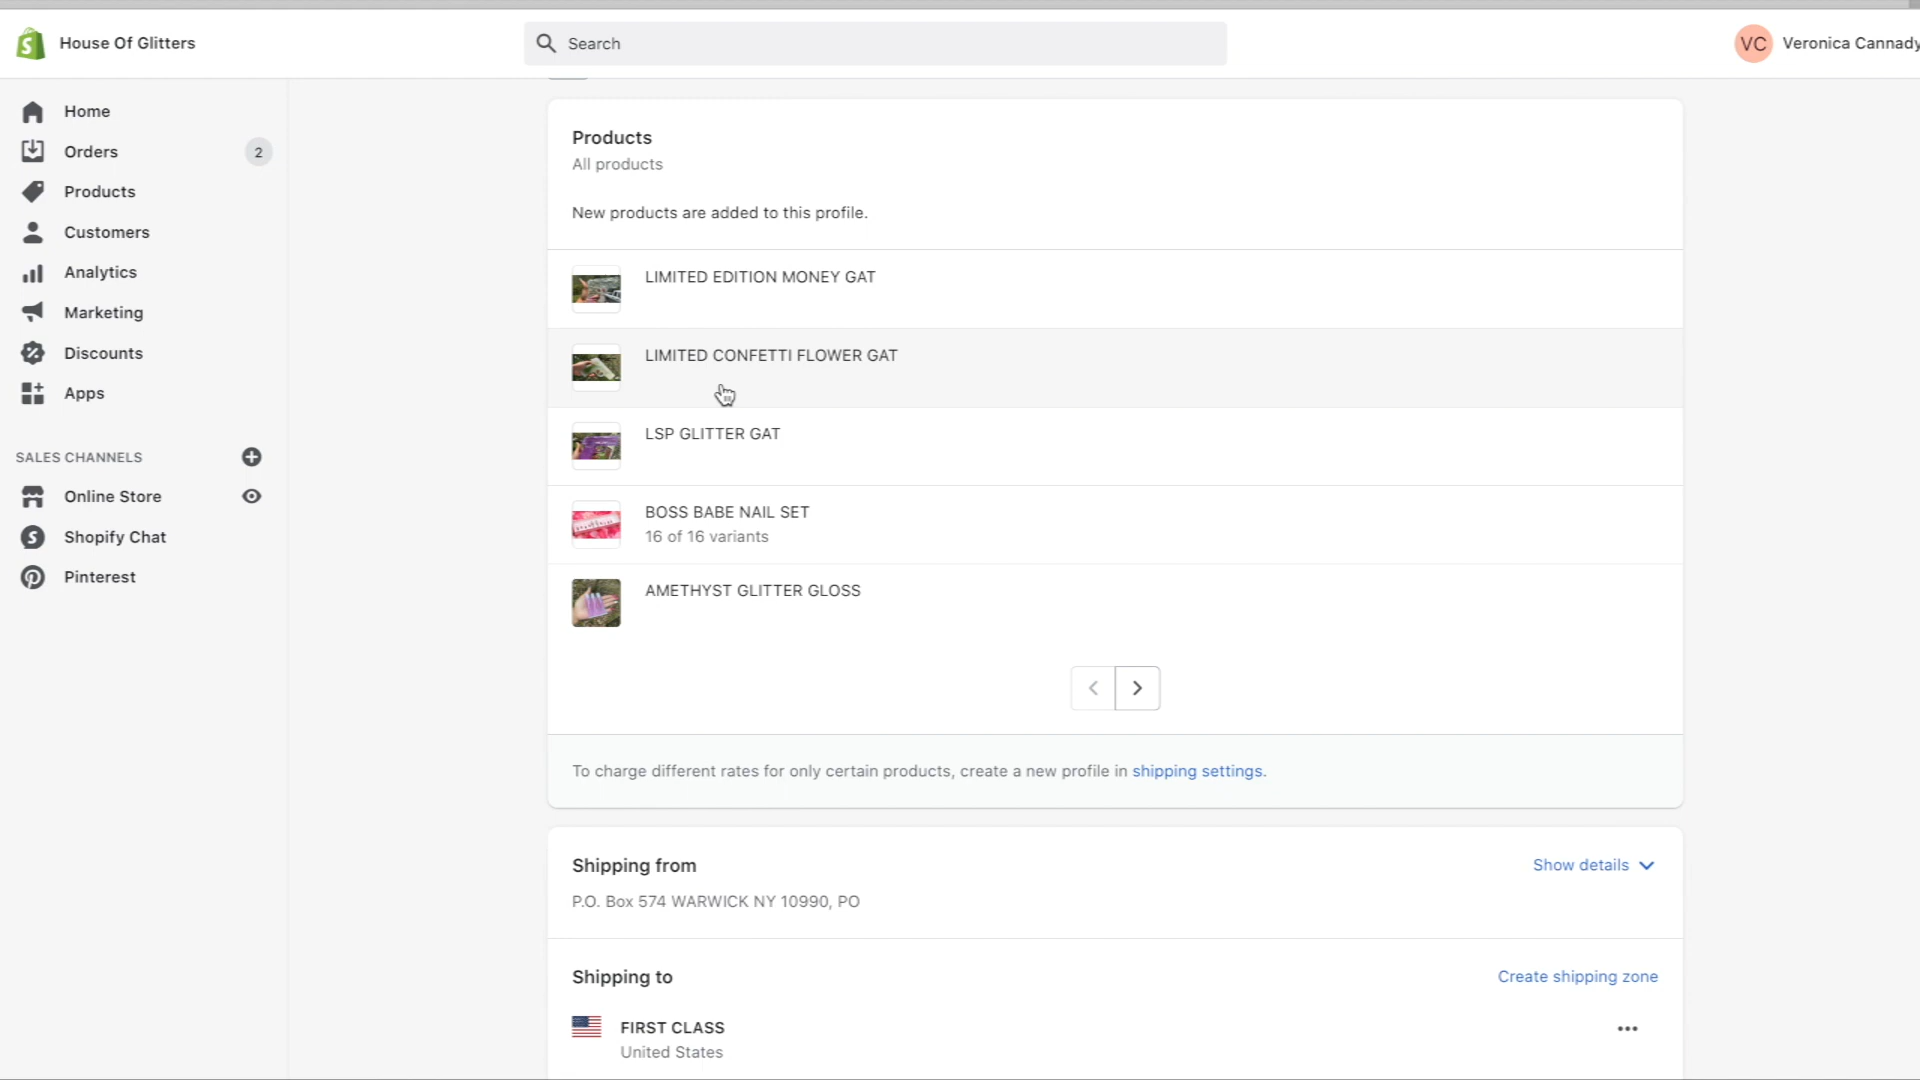 House Of Glitters
Search
VC
Veronica Cannady
Home
Orders
2
Products
Customers
Analytics
Marketing
Discounts
Apps
SALES CHANNELS
Online Store
Shopify Chat
Pinterest
Products
All products
New products are added to this profile.
LIMITED EDITION MONEY GAT
LIMITED CONFETTI FLOWER GAT
LSP GLITTER GAT
BOSS BABE NAIL SET
16 of 16 variants
AMETHYST GLITTER GLOSS
To charge different rates for only certain products, create a new profile in shipping settings.
Shipping from
Show details
P.O. Box 574 WARWICK NY 10990, PO
Shipping to
Create shipping zone
FIRST CLASS
United States